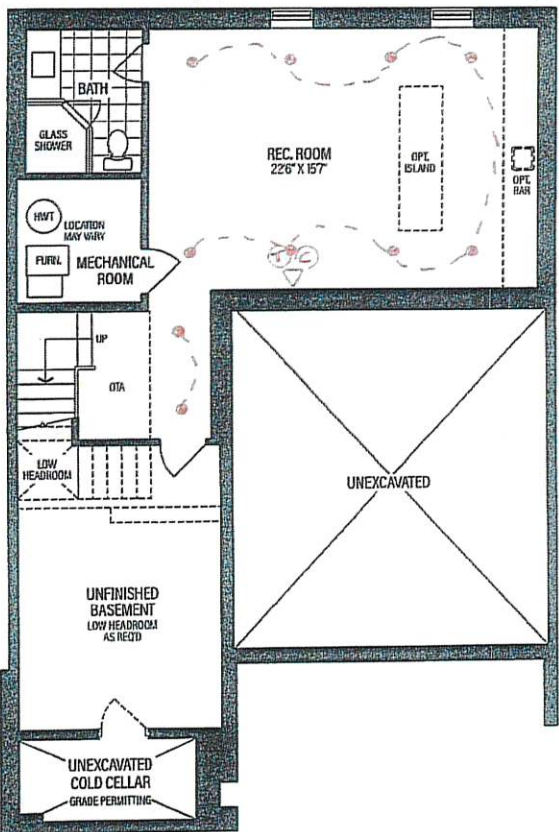 BATH
GLASS
SHOWER
REC. ROOM
22'6" X 15'7"
OPT.
ISLAND
OPT.
BAR
HWT
LOCATION
MAY VARY
FURN.
MECHANICAL
ROOM
T C
UP
OTA
LOW
HEADROOM
UNEXCAVATED
UNFINISHED
BASEMENT
LOW HEADROOM
AS REQ'D
UNEXCAVATED
COLD CELLAR
GRADE PERMITTING